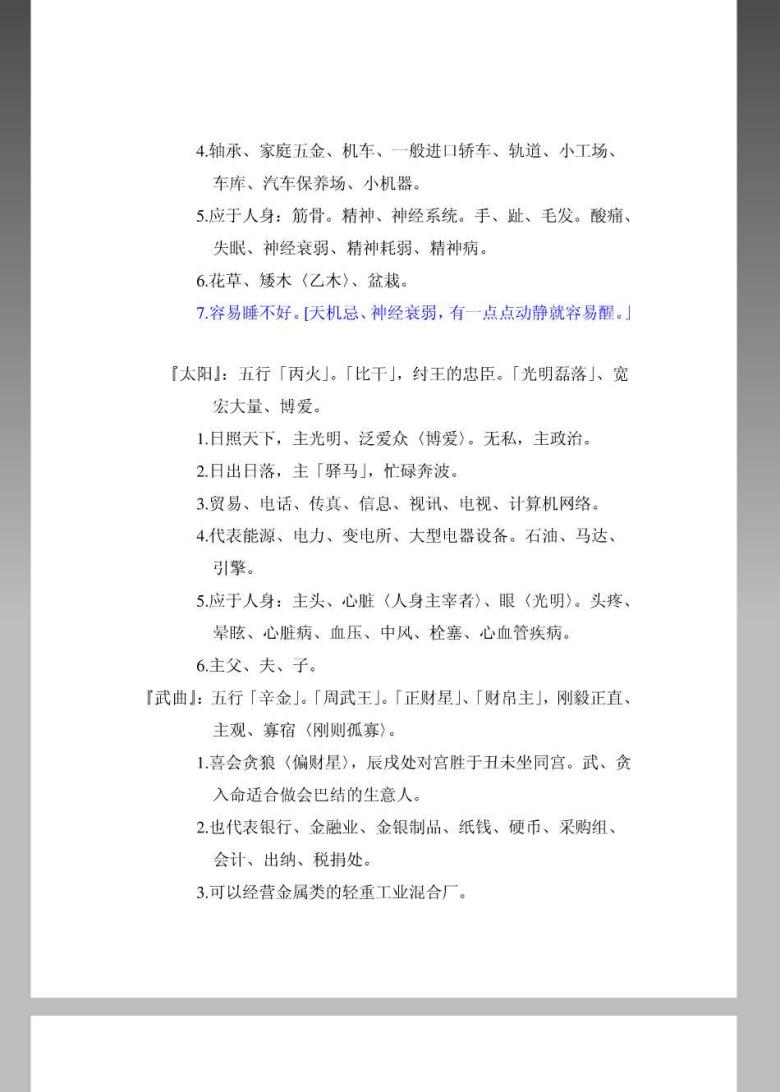 4.轴承、家庭五金、机车、一般进口轿车、轨道、小工场、
车库、汽车保养场、小机器。
5.应于人身：筋骨。精神、神经系统。手、趾、毛发。酸痛、
失眠、神经衰弱、精神耗弱、精神病。
6.花草、矮木〈乙木〉、盆栽。
7.容易睡不好。[天机忌、神经衰弱，有一点点动静就容易醒。」
『太阳』：五行「丙火」。「比干」，纣王的忠臣。「光明磊落」、宽
宏大量、博爱。
1.日照天下，主光明、泛爱众〈博爱〉。无私，主政治。
2.日出日落，主「驿马」，忙碌奔波。
3.贸易、电话、传真、信息、视讯、电视、计算机网络。
4.代表能源、电力、变电所、大型电器设备。石油、马达、
引擎。
5.应于人身：主头、心脏〈人身主宰者〉、眼〈光明〉。头疼、
晕眩、心脏病、血压、中风、栓塞、心血管疾病。
6.主父、夫、子。
『武曲』：五行「辛金」。「周武王」。「正财星」、「财帛主」，刚毅正直、
主观、寡宿〈刚则孤寡〉。
1.喜会贪狼〈偏财星〉，辰戌处对宫胜于丑未坐同宫。武、贪
入命适合做会巴结的生意人。
2.也代表银行、金融业、金银制品、纸钱、硬币、采购组、
会计、出纳、税捐处。
3.可以经营金属类的轻重工业混合厂。